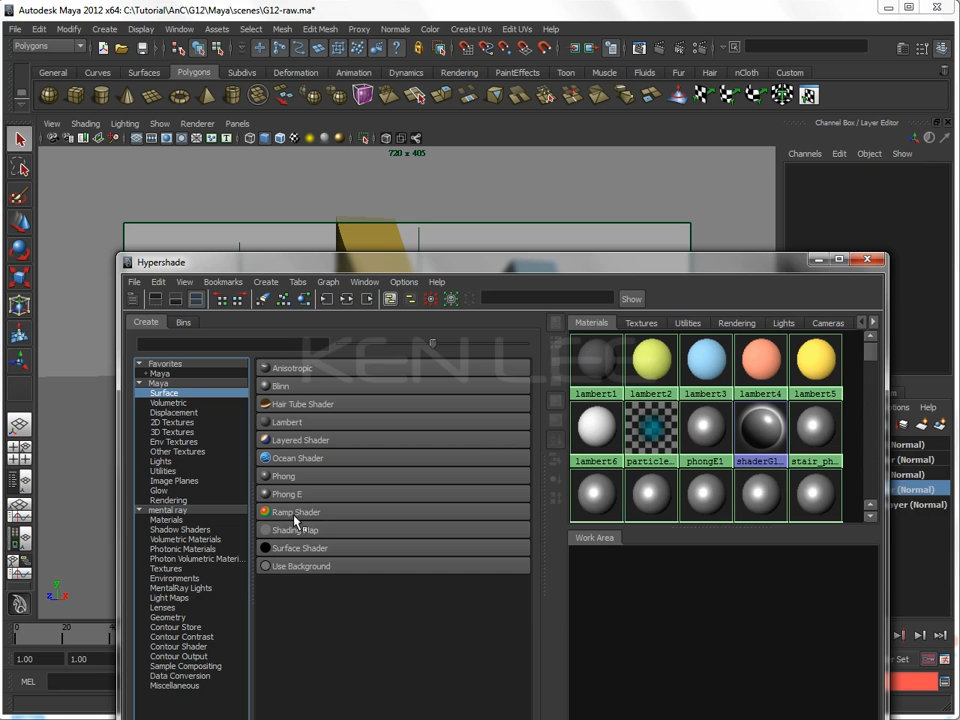 Autodesk Maya 2012 x64: C:\Tutorial\AnC\G12\Maya\scenes\G12-raw.ma*
File Edit Modify Create Display Window Assets Select Mesh Edit Mesh Proxy Normals Color Create UVs Edit UVs Help
Polygons
General Curves Surfaces Polygons Subdivs Deformation Animation Dynamics Rendering PaintEffects Toon Muscle Fluids Fur Hair nCloth Custom
View Shading Lighting Show Renderer Panels
Channel Box / Layer Editor
Channels Edit Object Show
720 x 405
Hypershade
File Edit View Bookmarks Create Tabs Graph Window Options Help
Show
Create Bins
Materials Textures Utilities Rendering Lights Cameras
KEN LEE
Favorites
+ Maya
Maya
Surface
Volumetric
Displacement
2D Textures
3D Textures
Env Textures
Other Textures
Lights
Utilities
Image Planes
Glow
Rendering
mental ray
Materials
Shadow Shaders
Volumetric Materials
Photonic Materials
Photon Volumetric Materi...
Textures
Environments
MentalRay Lights
Light Maps
Lenses
Geometry
Contour Store
Contour Contrast
Contour Shader
Contour Output
Sample Compositing
Data Conversion
Miscellaneous
Anisotropic
Blinn
Hair Tube Shader
Lambert
Layered Shader
Ocean Shader
Phong
Phong E
Ramp Shader
Shading Map
Surface Shader
Use Background
lambert1 lambert2 lambert3 lambert4 lambert5
lambert6 particle... phongE1 shaderGl... stair_ph...
Work Area
ptions Help
(Normal)
(Normal)
r (Normal)
ayer (Normal)
0 20 40
1.00 1.00
r Set
MEL